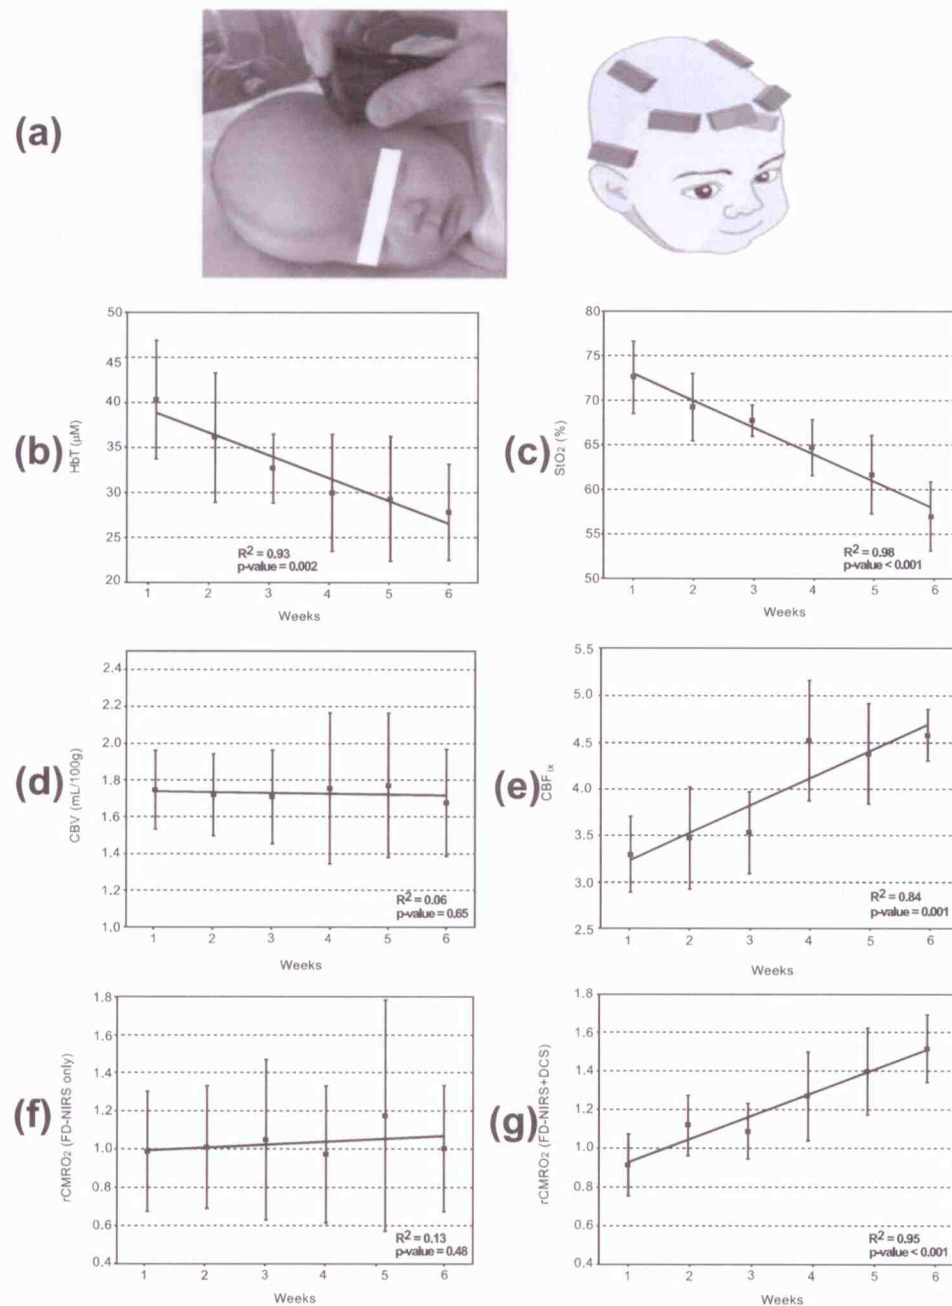 (a)
(b)
HbT (μM)
50
45
40
35
30
25
20
R² = 0.93
p-value = 0.002
1 2 3 4 5 6
Weeks
(c)
StO₂ (%)
80
75
70
65
60
55
50
R² = 0.98
p-value < 0.001
1 2 3 4 5 6
Weeks
(d)
CBV (mL/100g)
2.4
2.2
2.0
1.8
1.6
1.4
1.2
1.0
R² = 0.06
p-value = 0.65
1 2 3 4 5 6
Weeks
(e)
CBFix
5.5
5.0
4.5
4.0
3.5
3.0
2.5
R² = 0.84
p-value = 0.001
1 2 3 4 5 6
Weeks
(f)
rCMRO₂ (FD-NIRS only)
1.8
1.6
1.4
1.2
1.0
0.8
0.6
0.4
R² = 0.13
p-value = 0.48
1 2 3 4 5 6
Weeks
(g)
rCMRO₂ (FD-NIRS+DCS)
1.8
1.6
1.4
1.2
1.0
0.8
0.6
0.4
R² = 0.95
p-value < 0.001
1 2 3 4 5 6
Weeks